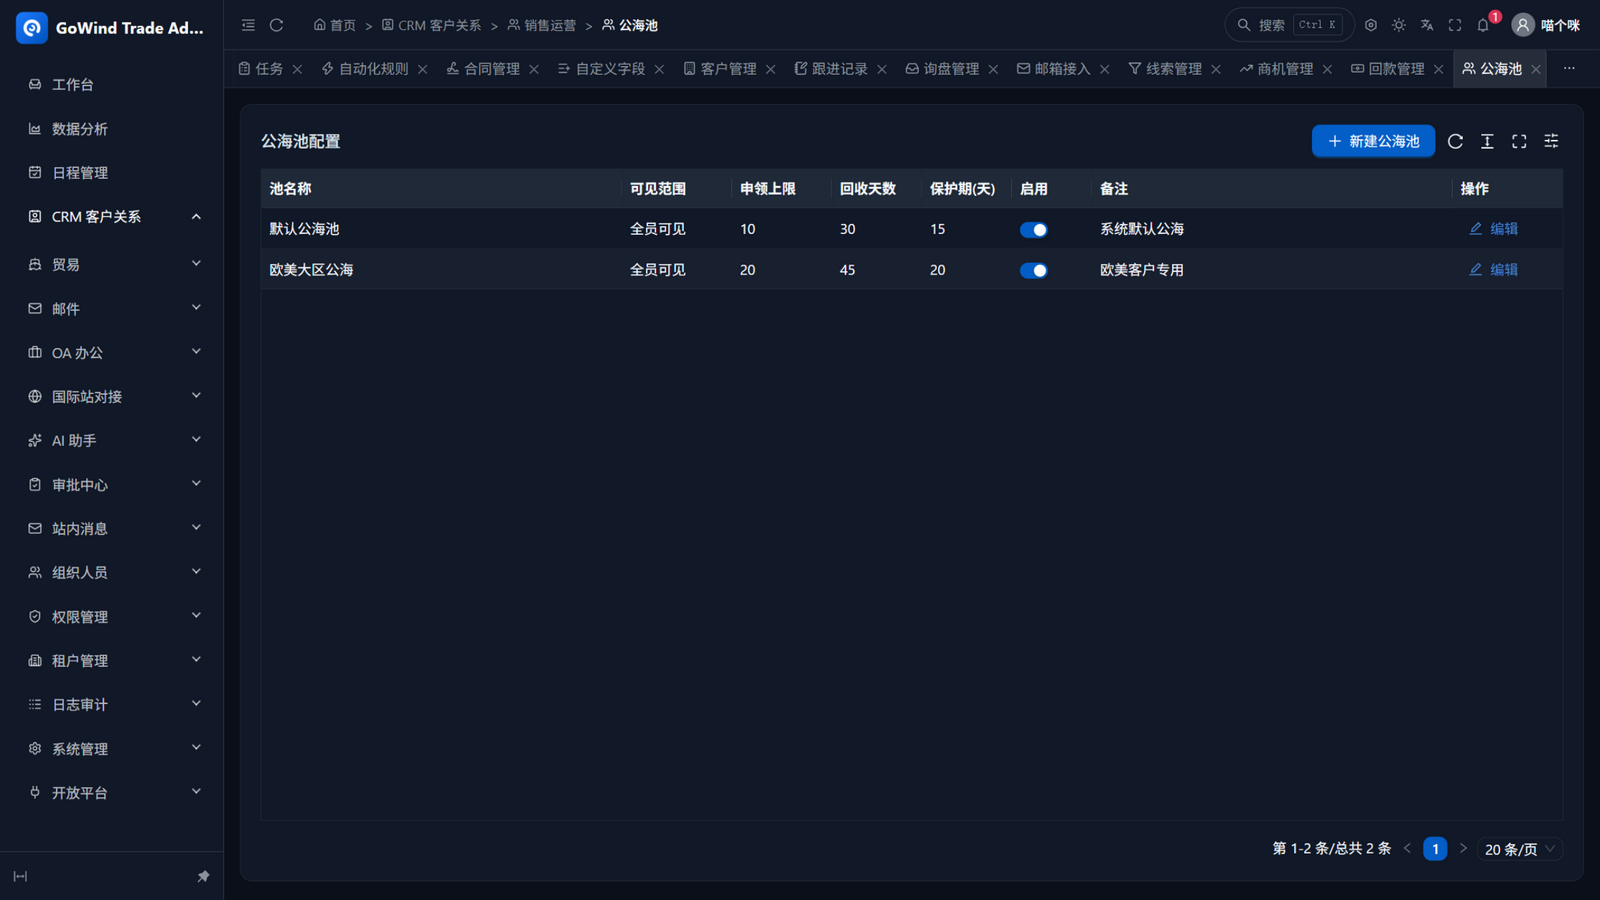 GoWind Trade Ad...
首页 > CRM 客户关系 > 销售运营 > 公海池
搜索 Ctrl K
1
喵个咪
任务
自动化规则
合同管理
自定义字段
客户管理
跟进记录
询盘管理
邮箱接入
线索管理
商机管理
回款管理
公海池
工作台
数据分析
日程管理
CRM 客户关系
贸易
邮件
OA 办公
国际站对接
AI 助手
审批中心
站内消息
组织人员
权限管理
租户管理
日志审计
系统管理
开放平台
公海池配置
新建公海池
池名称 可见范围 申领上限 回收天数 保护期(天) 启用 备注 操作
默认公海池 全员可见 10 30 15 系统默认公海 编辑
欧美大区公海 全员可见 20 45 20 欧美客户专用 编辑
第 1-2 条/总共 2 条 < 1 > 20 条/页